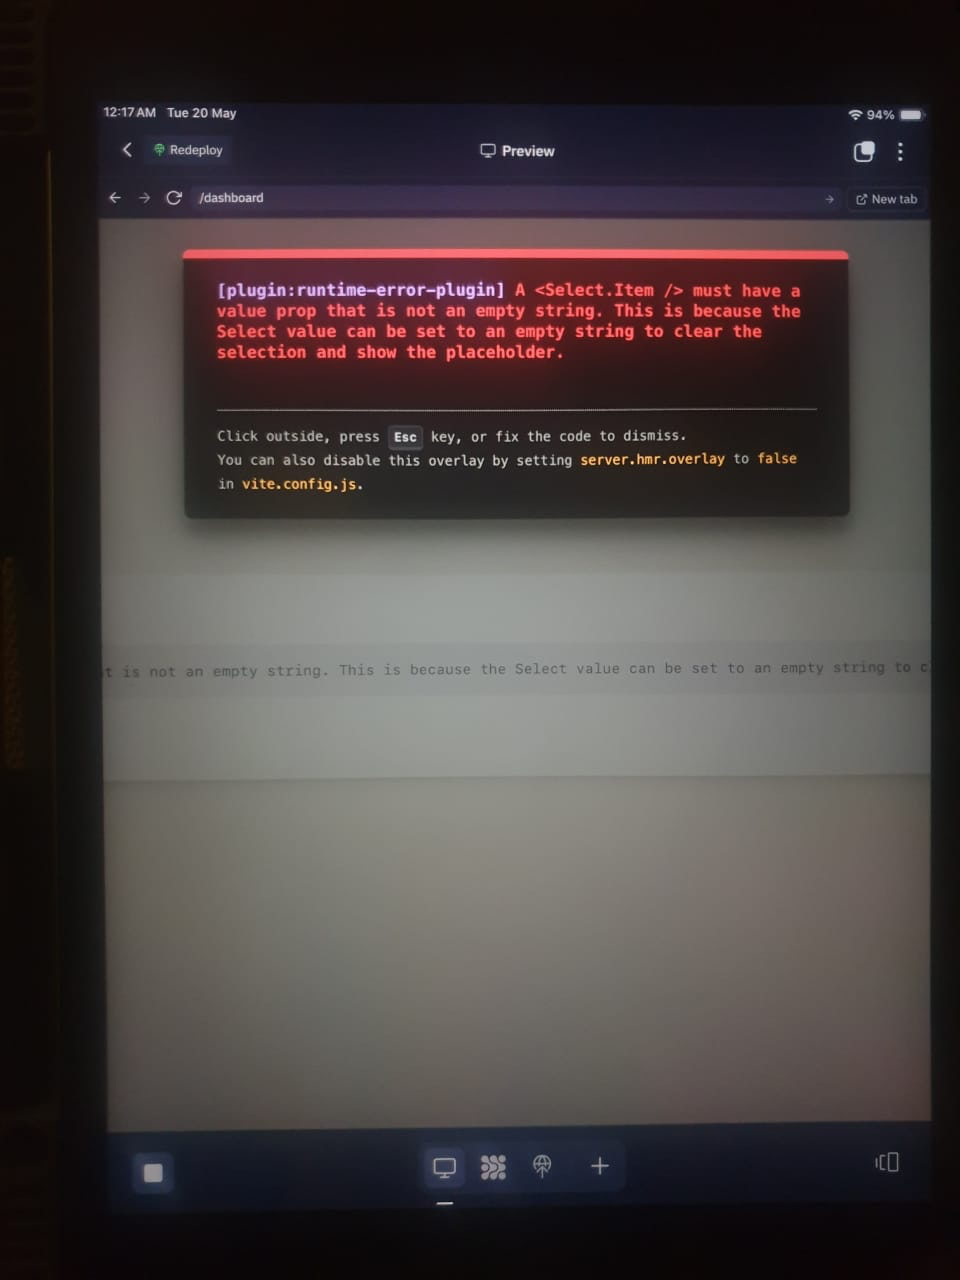 12:17 AM Tue 20 May
94%
Redeploy
Preview
/dashboard
New tab
[plugin:runtime-error-plugin] A <Select.Item /> must have a
value prop that is not an empty string. This is because the
Select value can be set to an empty string to clear the
selection and show the placeholder.
Click outside, press Esc key, or fix the code to dismiss.
You can also disable this overlay by setting server.hmr.overlay to false
in vite.config.js.
t is not an empty string. This is because the Select value can be set to an empty string to c